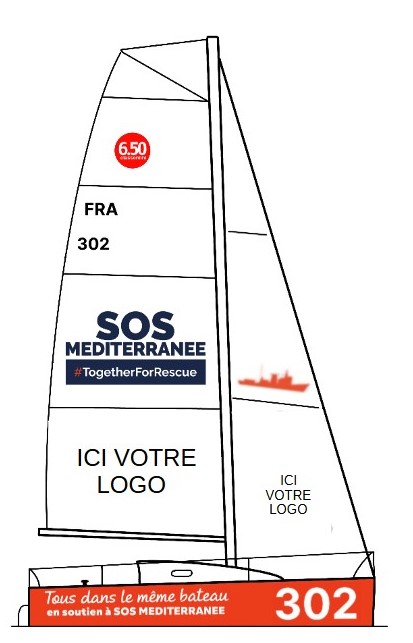 6.50
FRA
302
SOS
MEDITERRANEE
#TogetherForRescue
ICI VOTRE
LOGO
ICI
VOTRE
LOGO
Tous dans le même bateau
en soutien à SOS MEDITERRANEE
302